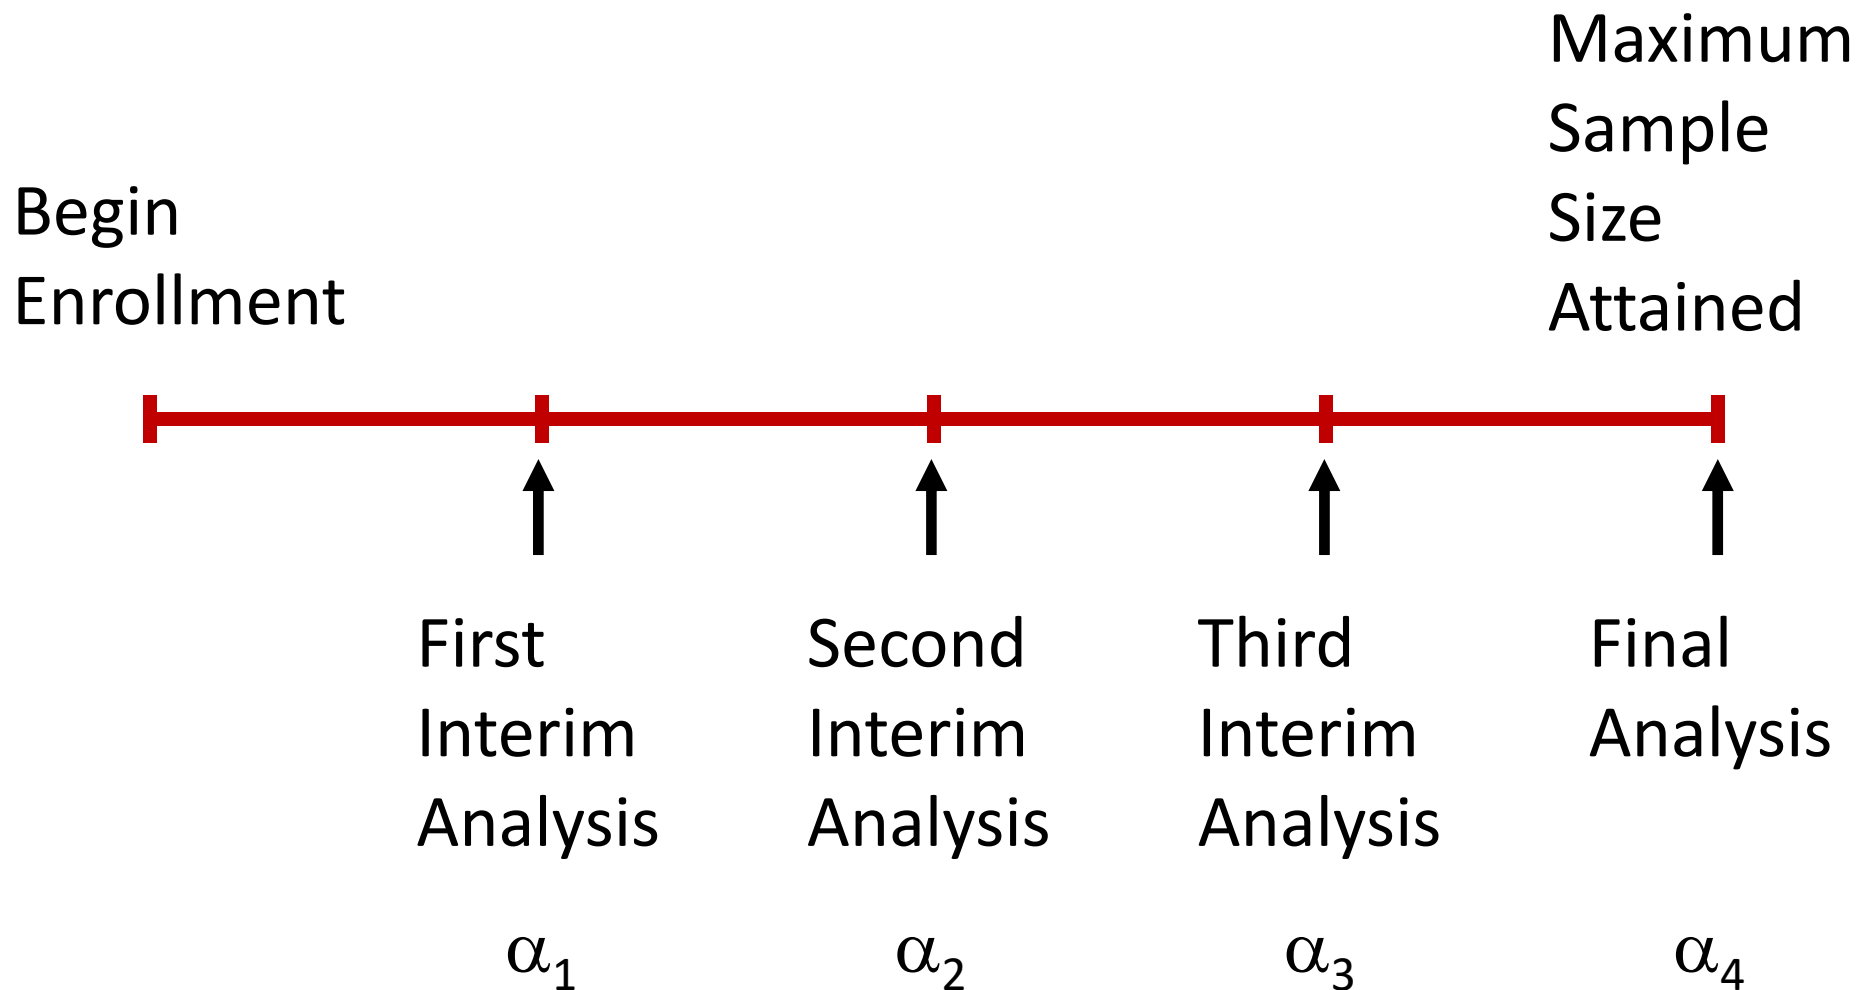 Begin
Enrollment
Maximum
Sample
Size
Attained
First
Interim
Analysis
α₁
Second
Interim
Analysis
α₂
Third
Interim
Analysis
α₃
Final
Analysis
α₄